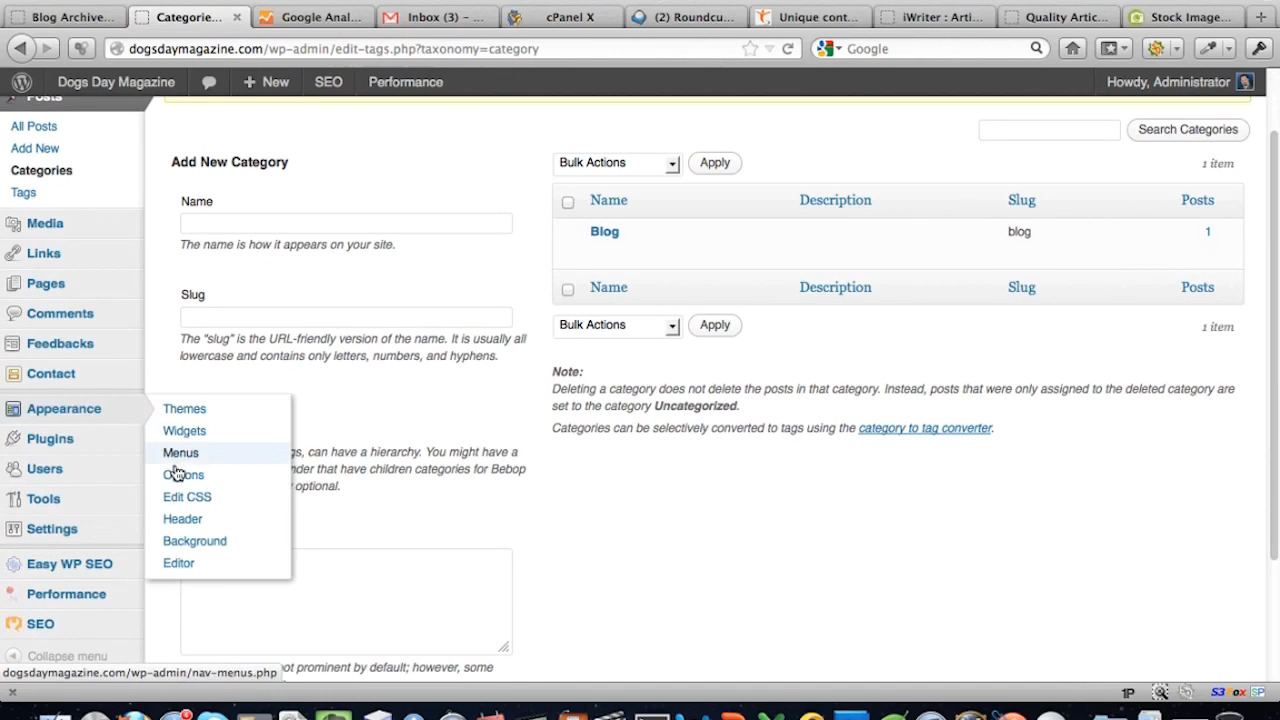 Blog Archive...
Categorie...
Google Anal...
Inbox (3) - ...
cPanel X
(2) Roundcu...
Unique cont...
iWriter : Arti...
Quality Artic...
Stock Image...
dogsdaymagazine.com/wp-admin/edit-tags.php?taxonomy=category
Google
Dogs Day Magazine
+ New
SEO
Performance
Howdy, Administrator
Posts
All Posts
Add New
Categories
Tags
Media
Links
Pages
Comments
Feedbacks
Contact
Appearance
Plugins
Users
Tools
Settings
Easy WP SEO
Performance
SEO
Collapse menu
Themes
Widgets
Menus
Options
Edit CSS
Header
Background
Editor
Search Categories
Add New Category
Name
The name is how it appears on your site.
Slug
The "slug" is the URL-friendly version of the name. It is usually all
lowercase and contains only letters, numbers, and hyphens.
gs, can have a hierarchy. You might have a
nder that have children categories for Bebop
optional.
ot prominent by default; however, some
Bulk Actions
Apply
1 item
Name Description Slug Posts
Blog blog 1
Name Description Slug Posts
Bulk Actions
Apply
1 item
Note:
Deleting a category does not delete the posts in that category. Instead, posts that were only assigned to the deleted category are
set to the category Uncategorized.
Categories can be selectively converted to tags using the category to tag converter.
dogsdaymagazine.com/wp-admin/nav-menus.php
1P
S3Fox
SP